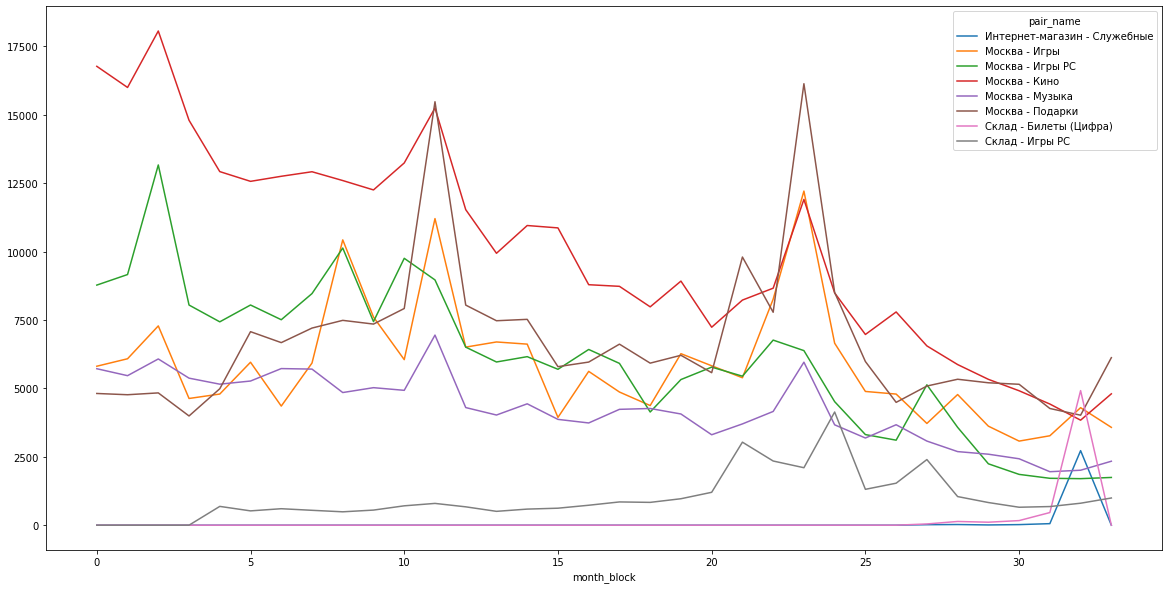 pair_name
Интернет-магазин - Служебные
Москва - Игры
Москва - Игры PC
Москва - Кино
Москва - Музыка
Москва - Подарки
Склад - Билеты (Цифра)
Склад - Игры PC
17500
15000
12500
10000
7500
5000
2500
0
0 5 10 15 20 25 30
month_block